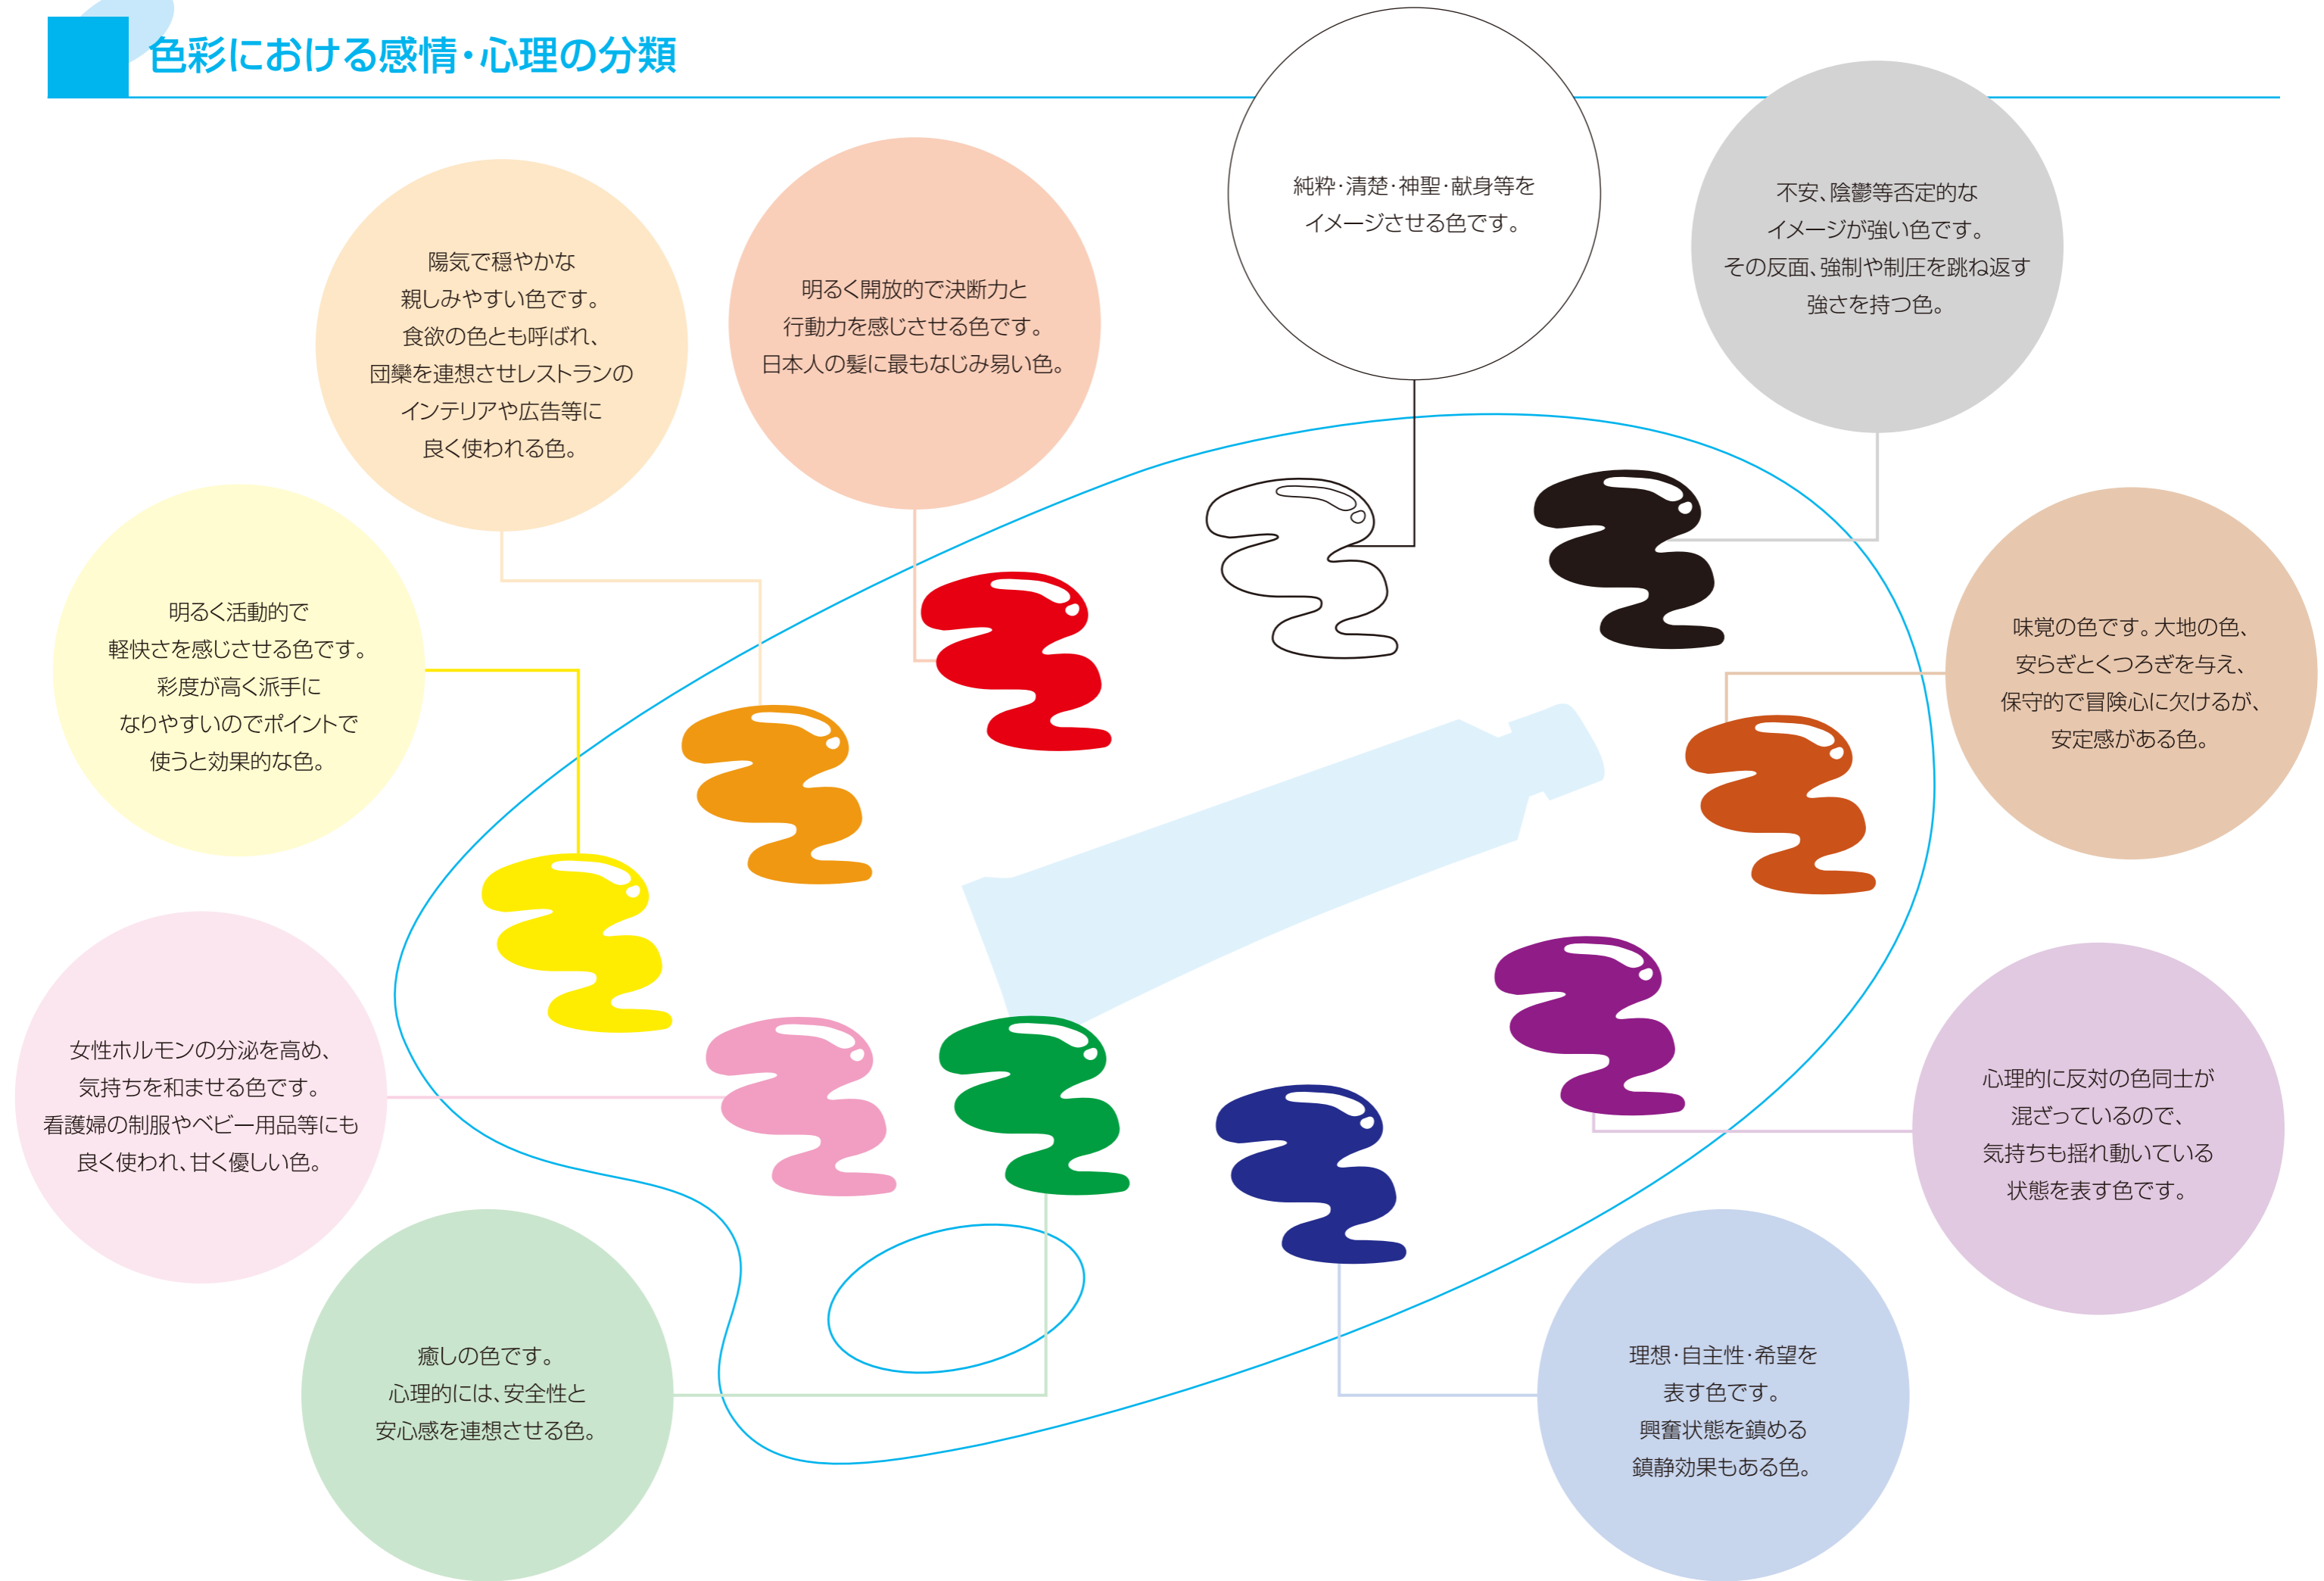 色彩における感情・心理の分類
純粋・清楚・神聖・献身等を
イメージさせる色です。
不安、陰鬱等否定的な
イメージが強い色です。
その反面、強制や制圧を跳ね返す
強さを持つ色。
陽気で穏やかな
親しみやすい色です。
食欲の色とも呼ばれ、
団欒を連想させレストランの
インテリアや広告等に
良く使われる色。
明るく開放的で決断力と
行動力を感じさせる色です。
日本人の髪に最もなじみ易い色。
明るく活動的で
軽快さを感じさせる色です。
彩度が高く派手に
なりやすいのでポイントで
使うと効果的な色。
味覚の色です。大地の色、
安らぎとくつろぎを与え、
保守的で冒険心に欠けるが、
安定感がある色。
女性ホルモンの分泌を高め、
気持ちを和ませる色です。
看護婦の制服やベビー用品等にも
良く使われ、甘く優しい色。
心理的に反対の色同士が
混ざっているので、
気持ちも揺れ動いている
状態を表す色です。
癒しの色です。
心理的には、安全性と
安心感を連想させる色。
理想・自主性・希望を
表す色です。
興奮状態を鎮める
鎮静効果もある色。